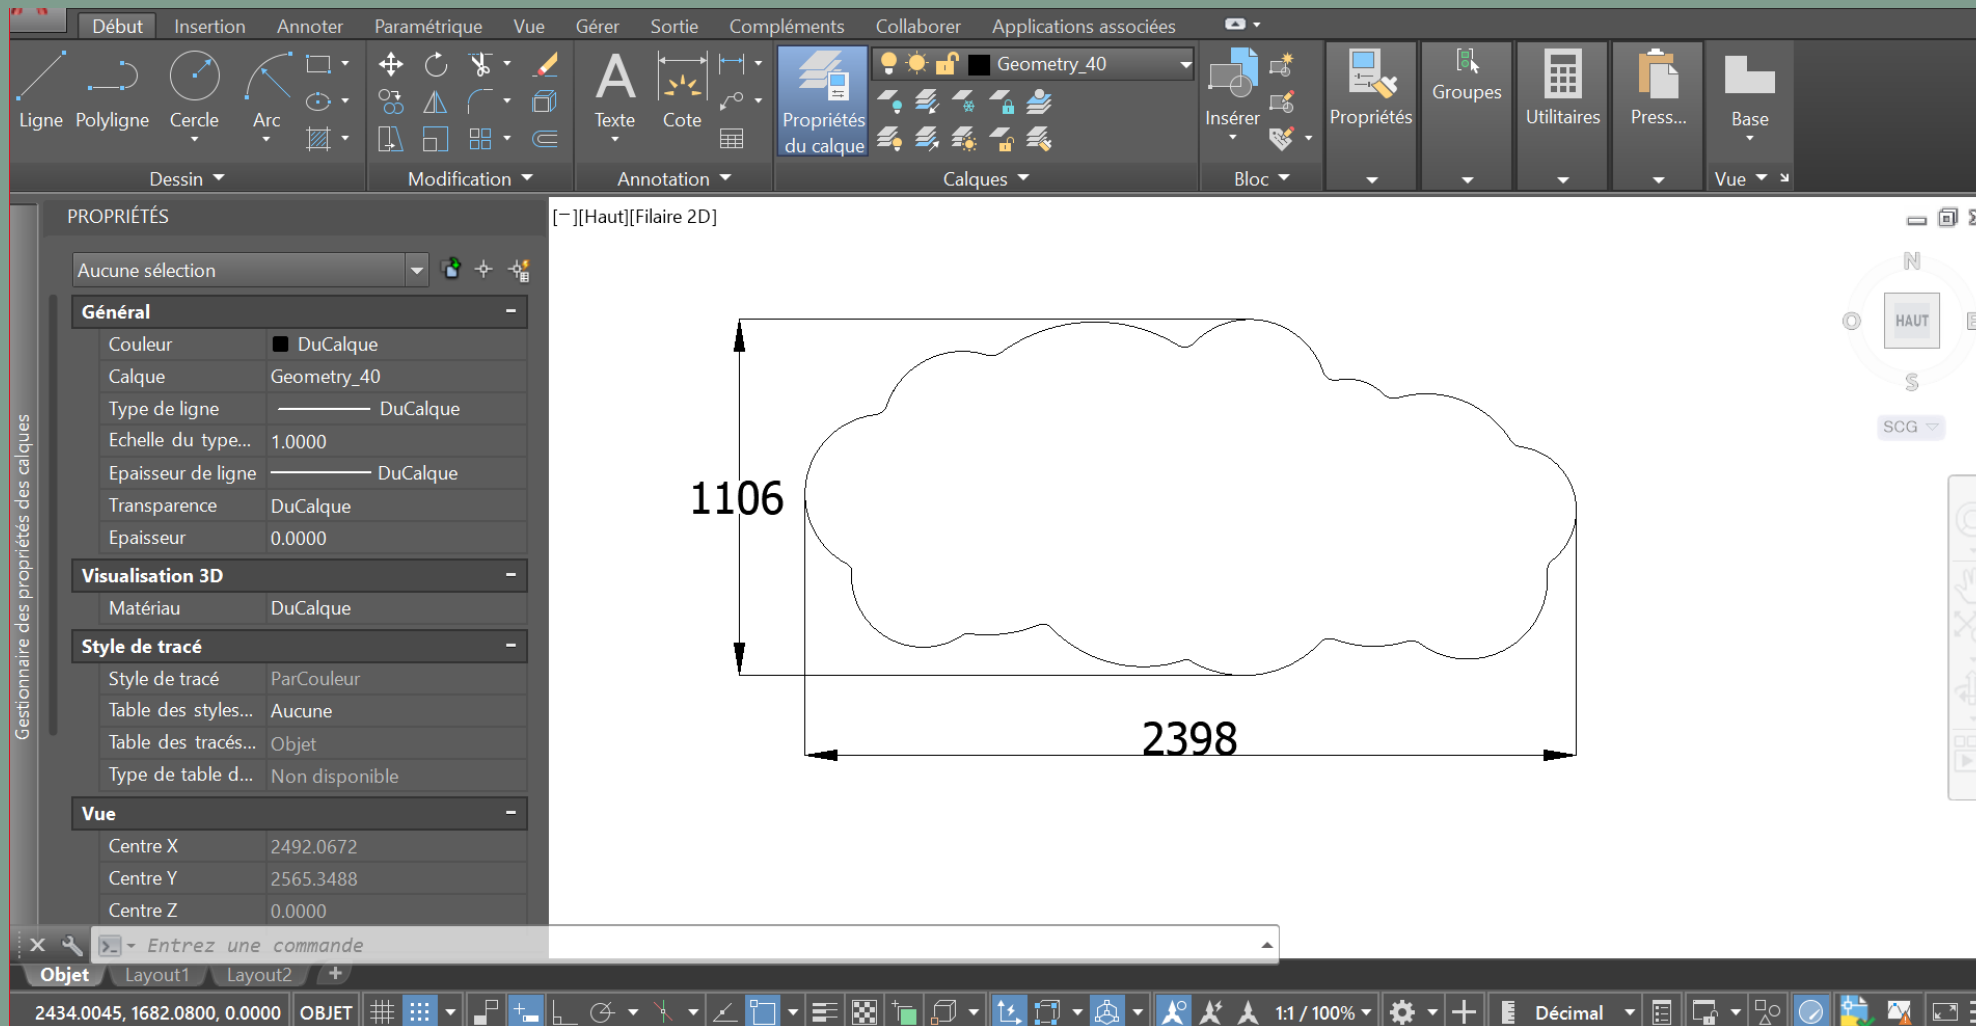 Début Insertion Annoter Paramétrique Vue Gérer Sortie Compléments Collaborer Applications associées
Geometry_40
Ligne Polyligne Cercle Arc
Texte Cote
Propriétés
du calque
Insérer
Propriétés
Groupes
Utilitaires
Press...
Base
Dessin Modification Annotation Calques Bloc Vue
PROPRIÉTÉS
[−][Haut][Filaire 2D]
Aucune sélection
Général
Couleur DuCalque
Calque Geometry_40
Type de ligne DuCalque
Echelle du type... 1.0000
Epaisseur de ligne DuCalque
Transparence DuCalque
Epaisseur 0.0000
Visualisation 3D
Matériau DuCalque
Style de tracé
Style de tracé ParCouleur
Table des styles... Aucune
Table des tracés... Objet
Type de table d... Non disponible
Vue
Centre X 2492.0672
Centre Y 2565.3488
Centre Z 0.0000
Gestionnaire des propriétés des calques
1106
2398
N
O HAUT E
S
SCG
Entrez une commande
Objet Layout1 Layout2 +
2434.0045, 1682.0800, 0.0000 OBJET 1:1 / 100% Décimal